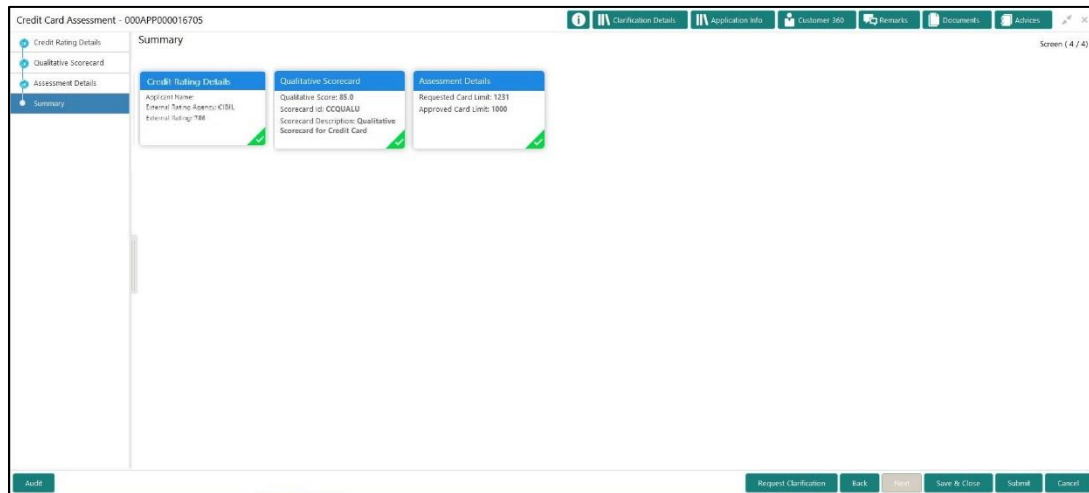 Credit Card Assessment - 000APP000016705
Clarification Details
Application Info
Customer 360
Remarks
Documents
Advices
Credit Rating Details
Qualitative Scorecard
Assessment Details
Summary
Summary
Screen ( 4 / 4)
Credit Rating Details
Applicant Name:
External Rating Agency: CIBIL
External Rating: 786
Qualitative Scorecard
Qualitative Score: 85.0
Scorecard Id: CCQUALU
Scorecard Description: Qualitative
Scorecard for Credit Card
Assessment Details
Requested Card Limit: 1231
Approved Card Limit: 1000
Audit
Request Clarification
Back
Next
Save & Close
Submit
Cancel